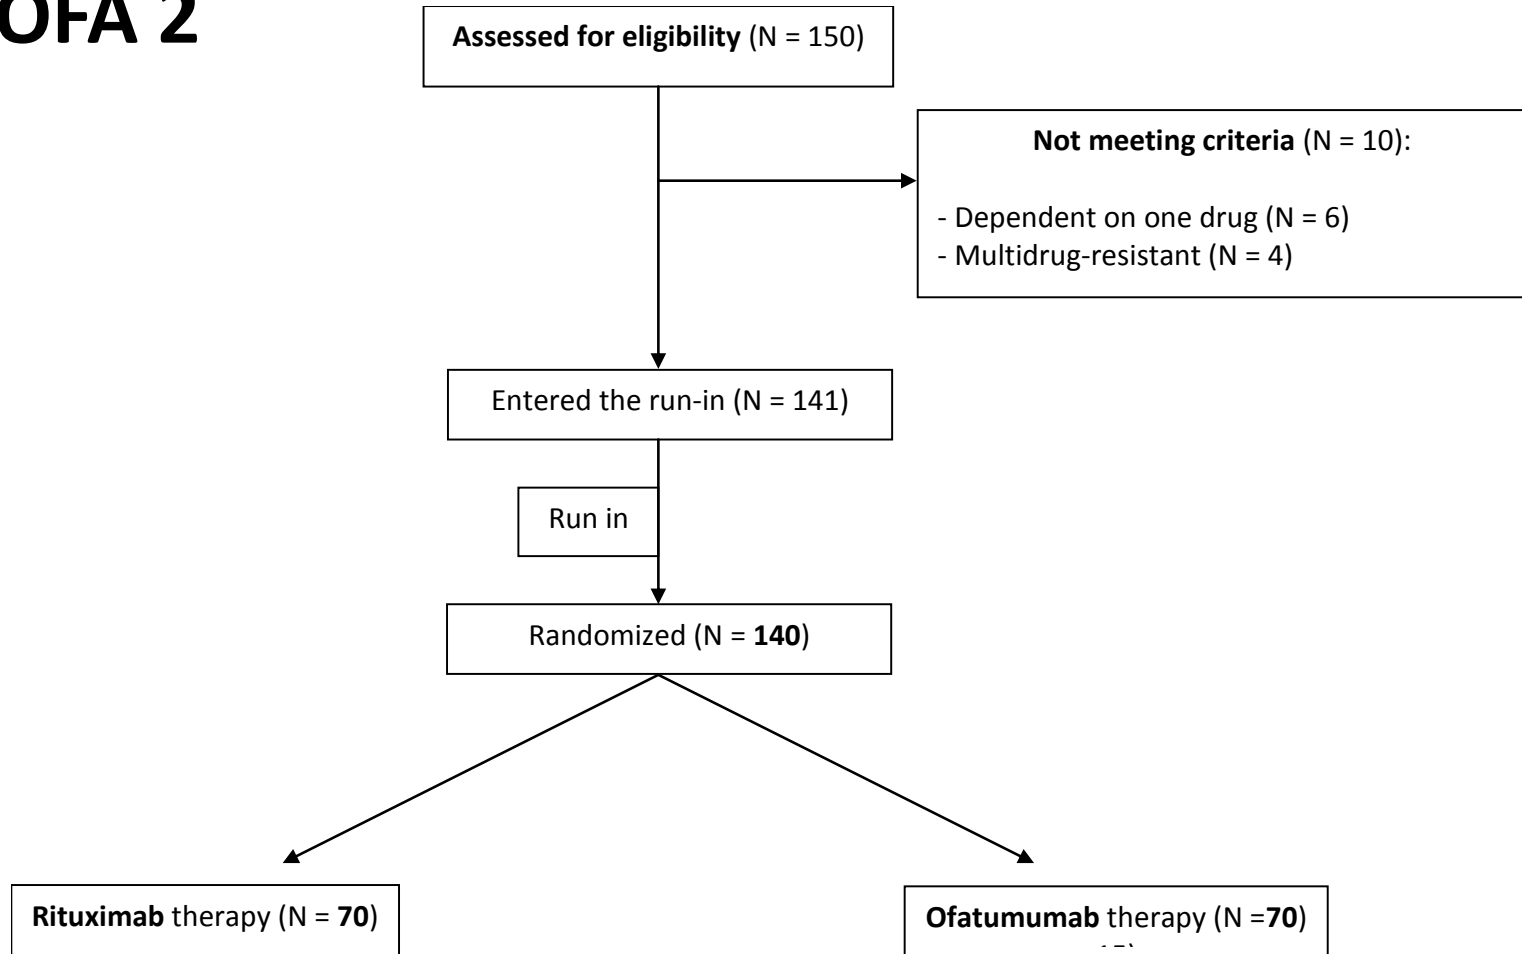 OFA 2
Assessed for eligibility (N = 150)
Not meeting criteria (N = 10):
- Dependent on one drug (N = 6)
- Multidrug-resistant (N = 4)
Entered the run-in (N = 141)
Run in
Randomized (N = 140)
Rituximab therapy (N = 70)
Ofatumumab therapy (N =70)